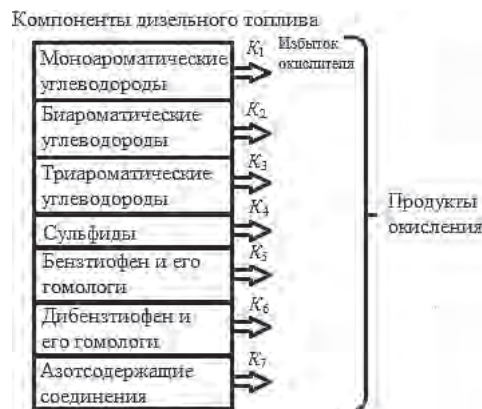 Компоненты дизельного топлива
Моноароматические
углеводороды
K1
Избыток
окислителя
Биароматические
углеводороды
K2
Триароматические
углеводороды
K3
Сульфиды
K4
Бензтиофен и его
гомологи
K5
Дибензтиофен и
его гомологи
K6
Азотсодержащие
соединения
K7
Продукты
окисления